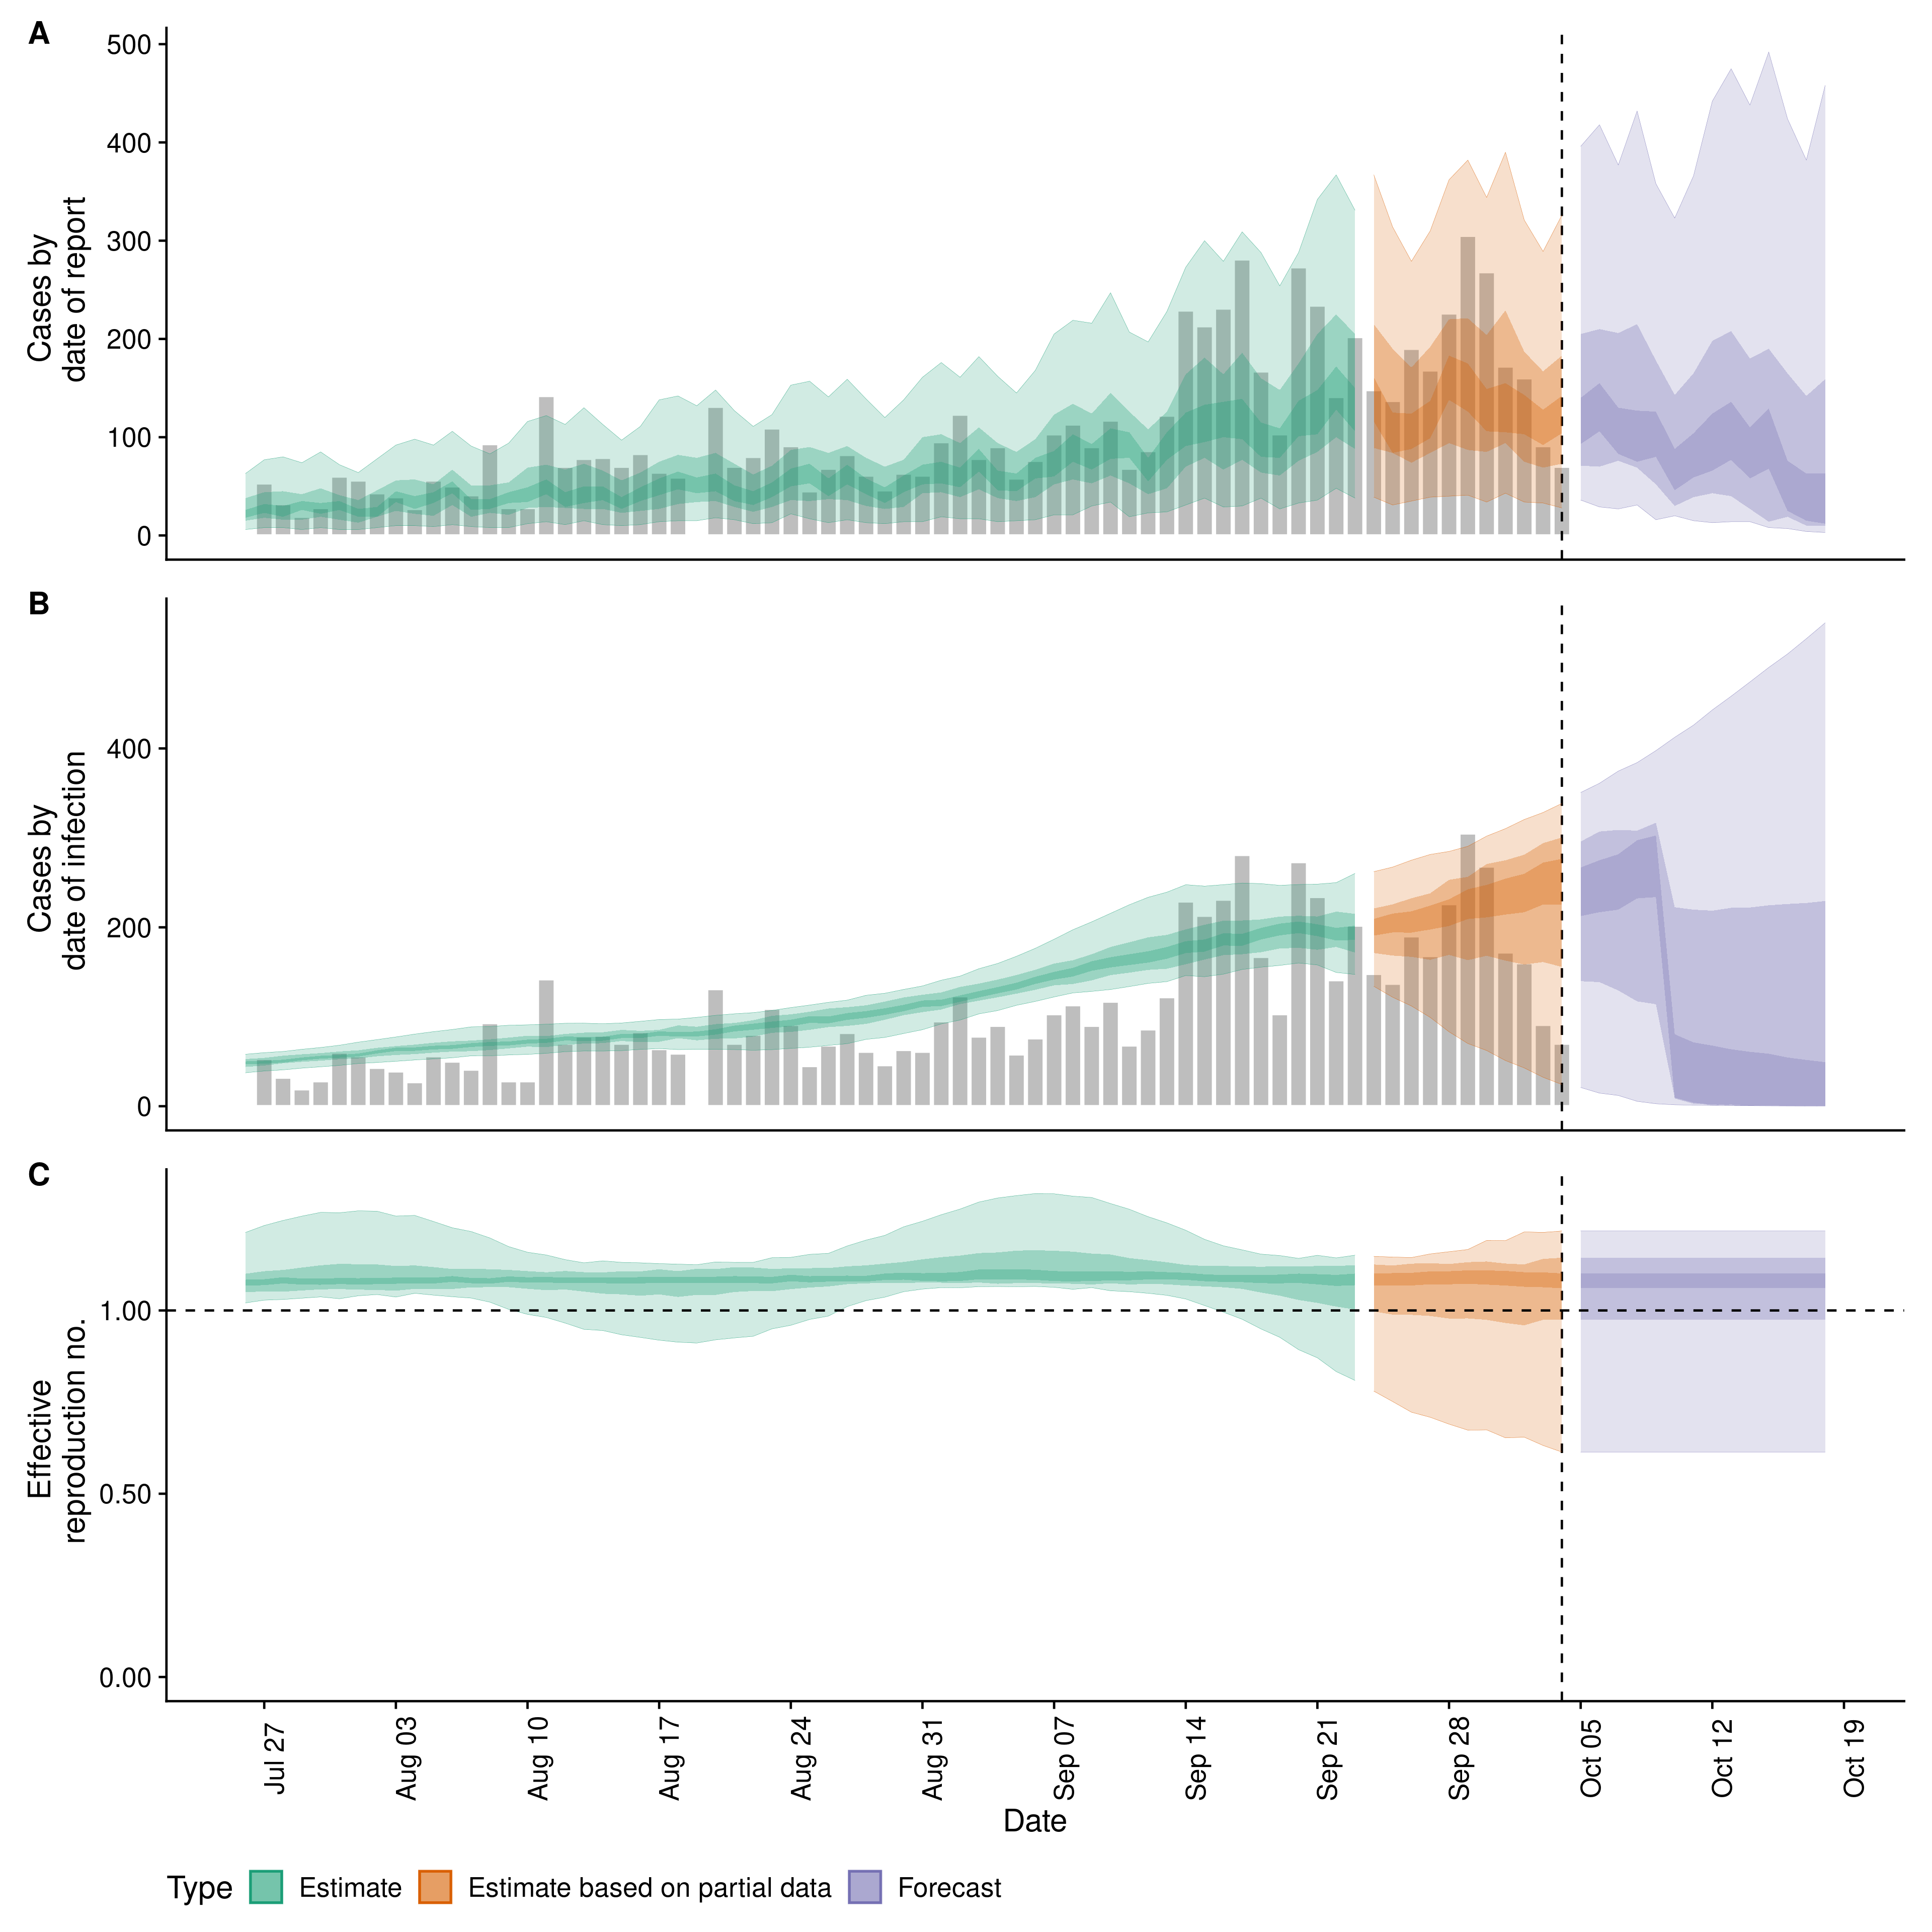 A
500
400
300
200
100
0
Cases by
date of report
B
400
200
0
Cases by
date of infection
C
1.00
0.50
0.00
Effective
reproduction no.
Jul 27
Aug 03
Aug 10
Aug 17
Aug 24
Aug 31
Sep 07
Sep 14
Sep 21
Sep 28
Oct 05
Oct 12
Oct 19
Date
Type Estimate Estimate based on partial data Forecast